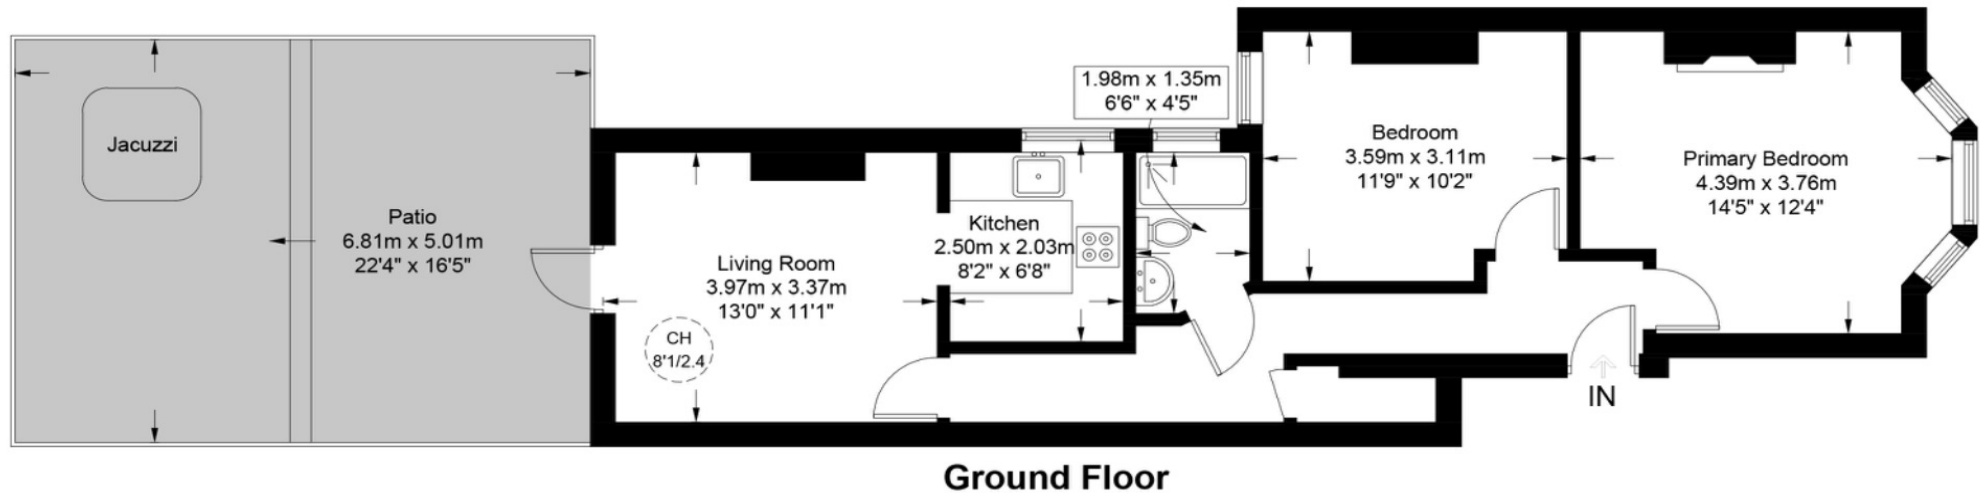 Jacuzzi
Patio
6.81m x 5.01m
22'4" x 16'5"
Living Room
3.97m x 3.37m
13'0" x 11'1"
CH
8'1/2.4
Kitchen
2.50m x 2.03m
8'2" x 6'8"
1.98m x 1.35m
6'6" x 4'5"
Bedroom
3.59m x 3.11m
11'9" x 10'2"
Primary Bedroom
4.39m x 3.76m
14'5" x 12'4"
IN
Ground Floor